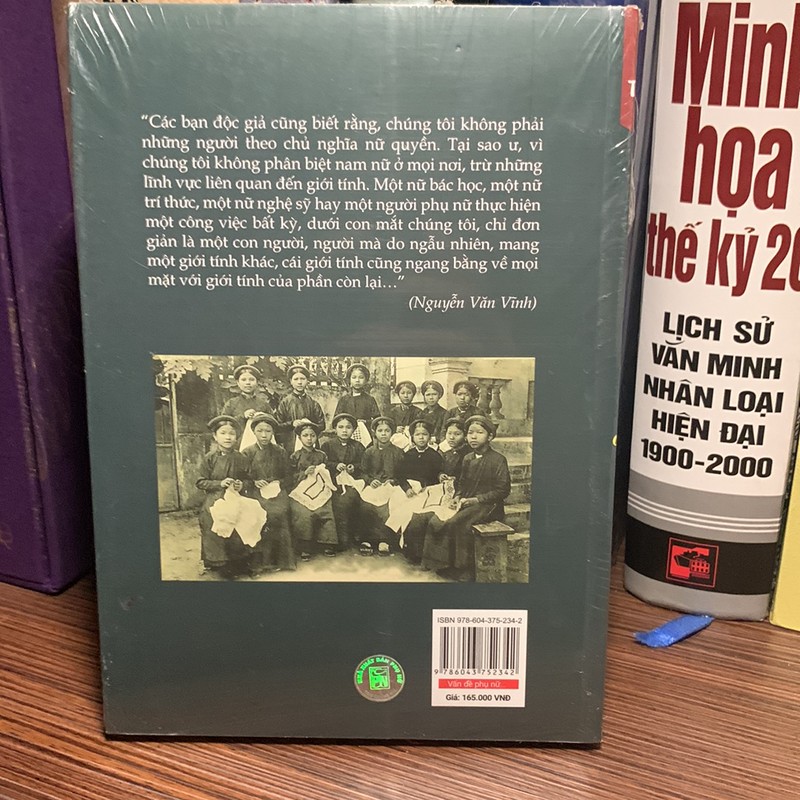 “Các bạn độc giả cũng biết rằng, chúng tôi không phải
những người theo chủ nghĩa nữ quyền. Tại sao ư, vì
chúng tôi không phân biệt nam nữ ở mọi nơi, trừ những
lĩnh vực liên quan đến giới tính. Một nữ bác học, một nữ
trí thức, một nữ nghệ sỹ hay một người phụ nữ thực hiện
một công việc bất kỳ, dưới con mắt chúng tôi, chỉ đơn
giản là một con người, người mà do ngẫu nhiên, mang
một giới tính khác, cái giới tính cũng ngang bằng về mọi
mặt với giới tính của phần còn lại…”
(Nguyễn Văn Vĩnh)
ISBN 978-604-375-234-2
9 786043 752342
Vấn đề phụ nữ...
Giá: 165.000 VNĐ
Minh
họa
thế kỷ 20
LỊCH SỬ
VĂN MINH
NHÂN LOẠI
HIỆN ĐẠI
1900-2000